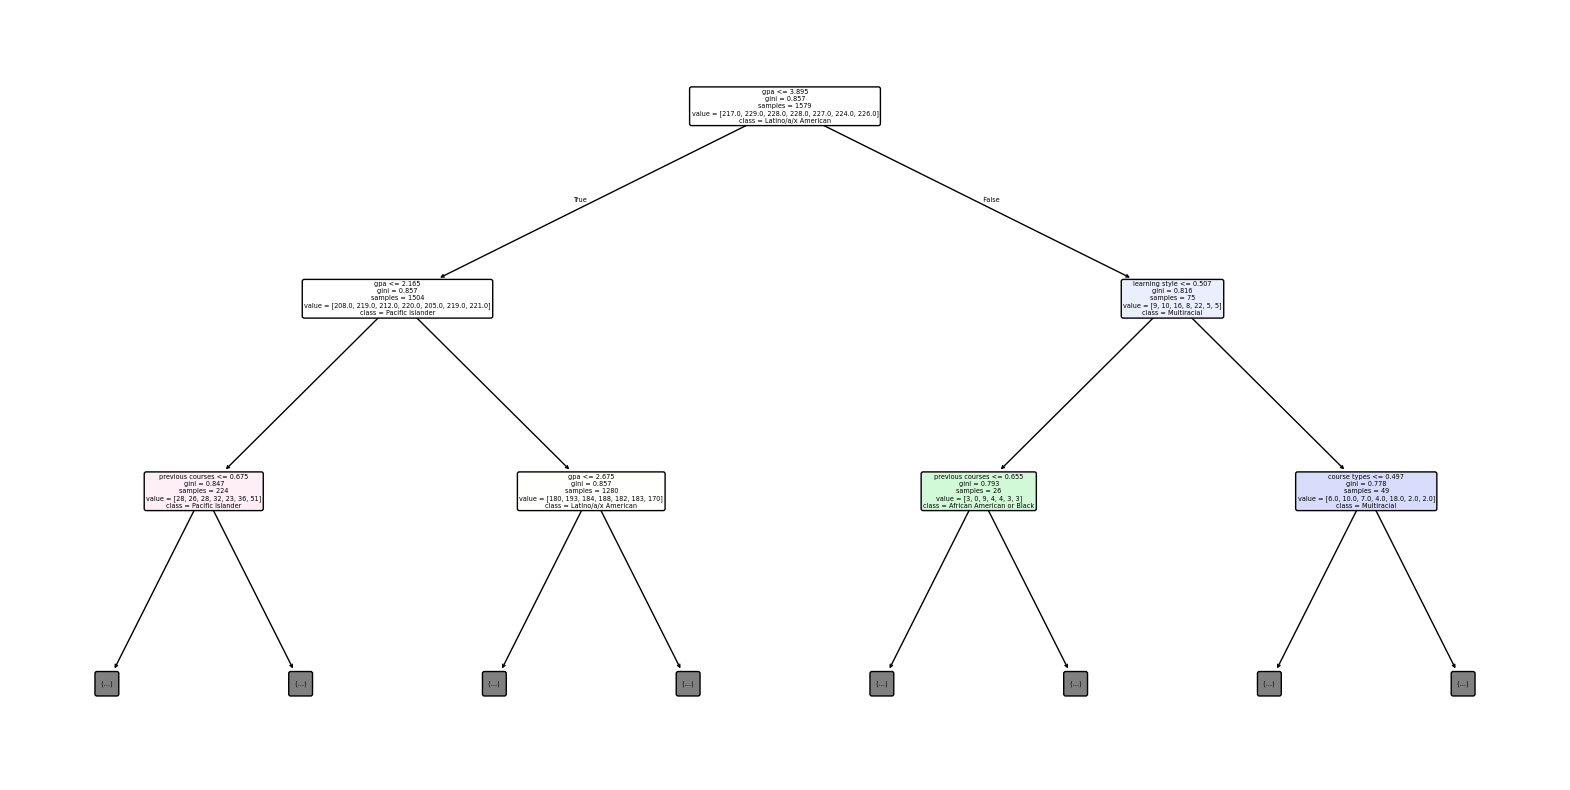 gpa <= 3.895
gini = 0.857
samples = 1579
value = [217.0, 229.0, 228.0, 228.0, 227.0, 224.0, 226.0]
class = Latino/a/x American
True
False
gpa <= 2.165
gini = 0.857
samples = 1504
value = [208.0, 219.0, 212.0, 220.0, 205.0, 219.0, 221.0]
class = Pacific Islander
learning style <= 0.507
gini = 0.816
samples = 75
value = [9, 10, 16, 8, 22, 5, 5]
class = Multiracial
previous courses <= 0.675
gini = 0.847
samples = 224
value = [28, 26, 28, 32, 23, 36, 51]
class = Pacific Islander
gpa <= 2.675
gini = 0.857
samples = 1280
value = [180, 193, 184, 188, 182, 183, 170]
class = Latino/a/x American
previous courses <= 0.655
gini = 0.793
samples = 26
value = [3, 0, 9, 4, 4, 3, 3]
class = African American or Black
course types <= 0.497
gini = 0.778
samples = 49
value = [6.0, 10.0, 7.0, 4.0, 18.0, 2.0, 2.0]
class = Multiracial
(...)
(...)
(...)
(...)
(...)
(...)
(...)
(...)